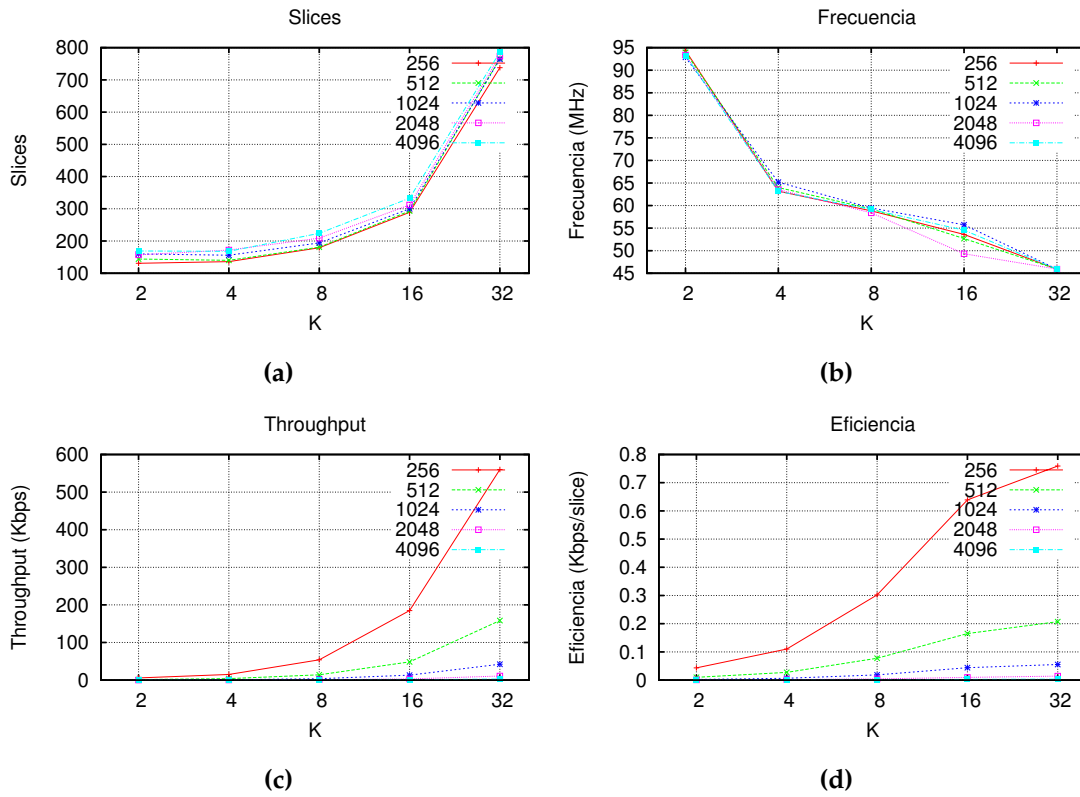 Slices
800
700
600
500
400
300
200
100
Slices
256
512
1024
2048
4096
2 4 8 16 32
K
(a)
Frecuencia
95
90
85
80
75
70
65
60
55
50
45
Frecuencia (MHz)
256
512
1024
2048
4096
2 4 8 16 32
K
(b)
Throughput
600
500
400
300
200
100
0
Throughput (Kbps)
256
512
1024
2048
4096
2 4 8 16 32
K
(c)
Eficiencia
0.8
0.7
0.6
0.5
0.4
0.3
0.2
0.1
0
Eficiencia (Kbps/slice)
256
512
1024
2048
4096
2 4 8 16 32
K
(d)